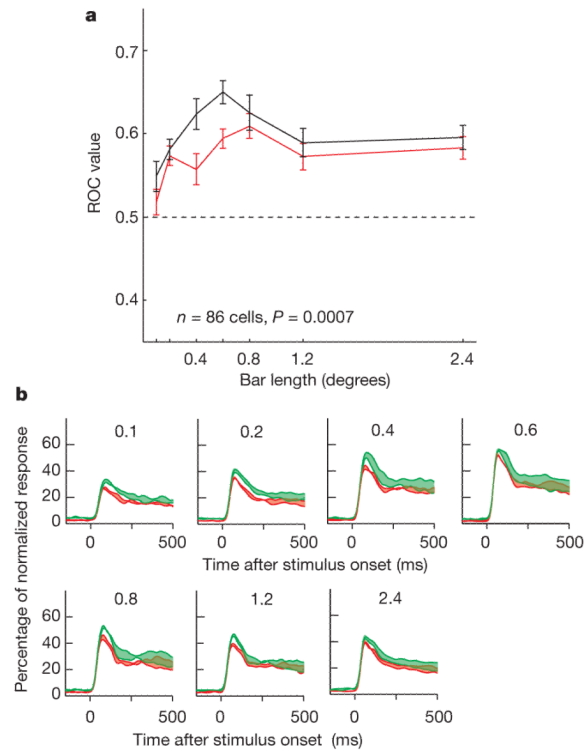 a
0.7
0.6
0.5
0.4
ROC value
n = 86 cells, P = 0.0007
0.4 0.8 1.2 2.4
Bar length (degrees)
b
Percentage of normalized response
0.1 0.2 0.4 0.6
60
40
20
0
0 500 0 500 0 500 0 500
Time after stimulus onset (ms)
0.8 1.2 2.4
60
40
20
0
0 500 0 500 0 500
Time after stimulus onset (ms)